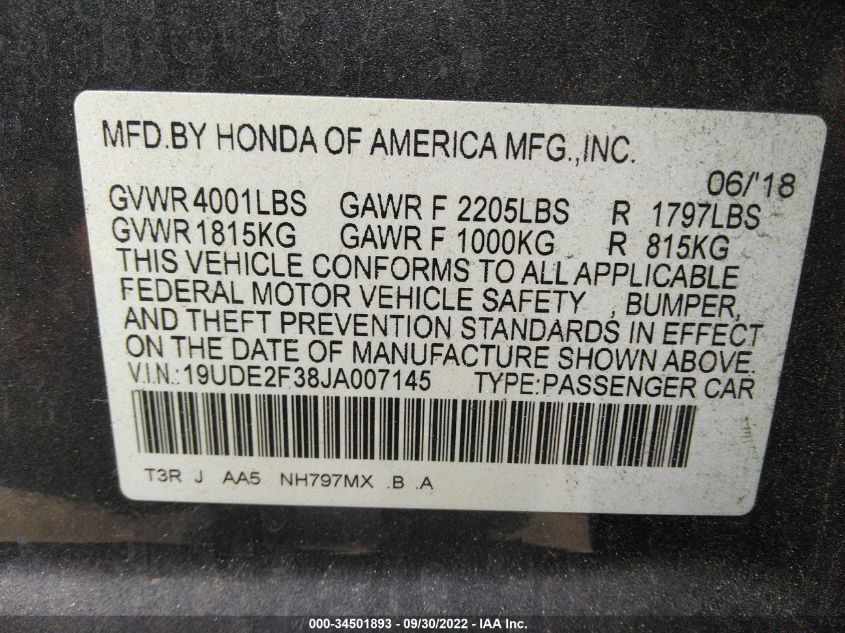 MFD.BY HONDA OF AMERICA MFG.,INC.
06/'18
GVWR 4001LBS GAWR F 2205LBS R 1797LBS
GVWR 1815KG GAWR F 1000KG R 815KG
THIS VEHICLE CONFORMS TO ALL APPLICABLE
FEDERAL MOTOR VEHICLE SAFETY , BUMPER,
AND THEFT PREVENTION STANDARDS IN EFFECT
ON THE DATE OF MANUFACTURE SHOWN ABOVE.
V.I.N.:19UDE2F38JA007145 TYPE:PASSENGER CAR
T3R J AA5 NH797MX .B .A
000-34501893 - 09/30/2022 - IAA Inc.